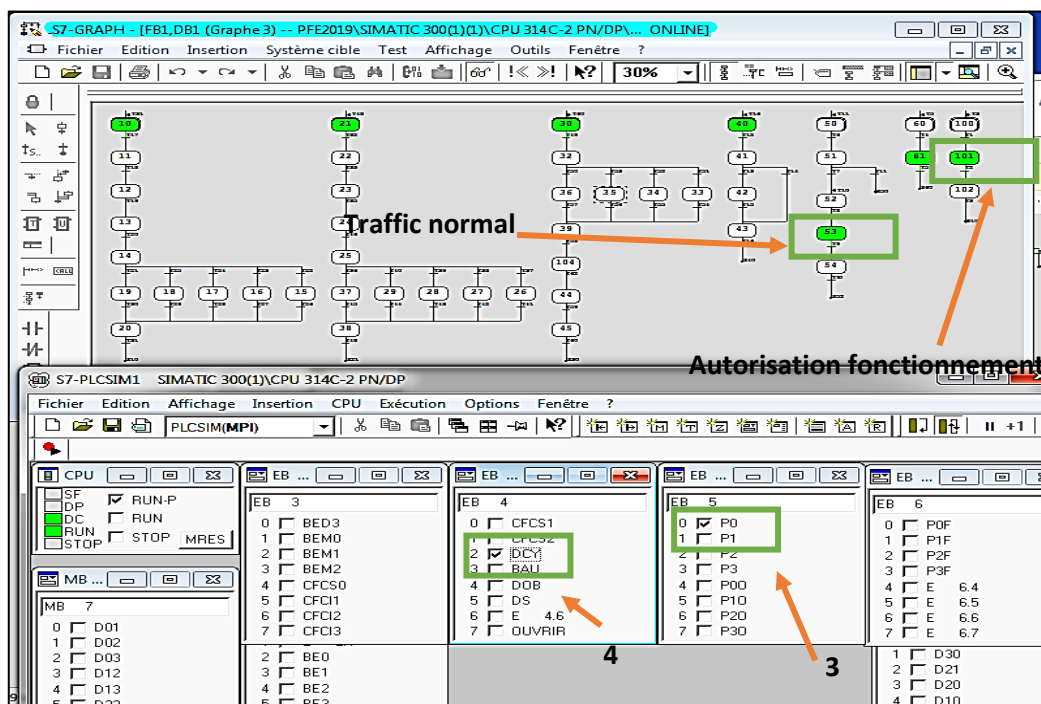 S7-GRAPH - [FB1,DB1 (Graphe 3) -- PFE2019\SIMATIC 300(1)(1)\CPU 314C-2 PN/DP\... ONLINE]
Fichier Edition Insertion Système cible Test Affichage Outils Fenêtre ?
30%
10 21 30 40 50 60 100
11 22 32 41 51 61 101
12 23 36 35 34 33 42 52 102
13 24 39 43 53
Traffic normal
14 25 104 54
19 18 17 16 15 37 29 28 27 26 44
20 38 45
Autorisation fonctionnement
S7-PLCSIM1 SIMATIC 300(1)\CPU 314C-2 PN/DP
Fichier Edition Affichage Insertion CPU Exécution Options Fenêtre ?
PLCSIM(MPI)
+1
CPU
SF
DP
DC
RUN
STOP
RUN-P
RUN
STOP MRES
MB ...
MB 7
0 D01
1 D02
2 D03
3 D12
4 D13
EB ...
EB 3
0 BED3
1 BEM0
2 BEM1
3 BEM2
4 CFCS0
5 CFCI1
6 CFCI2
7 CFCI3
2 BE0
3 BE1
4 BE2
5 BE3
EB ...
EB 4
0 CFCS1
1 CFCS2
2 DCY
3 BAU
4 DOB
5 DS
6 E 4.6
7 OUVRIR
4
EB ...
EB 5
0 P0
1 P1
2 P2
3 P3
4 P00
5 P10
6 P20
7 P30
3
EB ...
EB 6
0 P0F
1 P1F
2 P2F
3 P3F
4 E 6.4
5 E 6.5
6 E 6.6
7 E 6.7
1 D30
2 D21
3 D20
4 D10